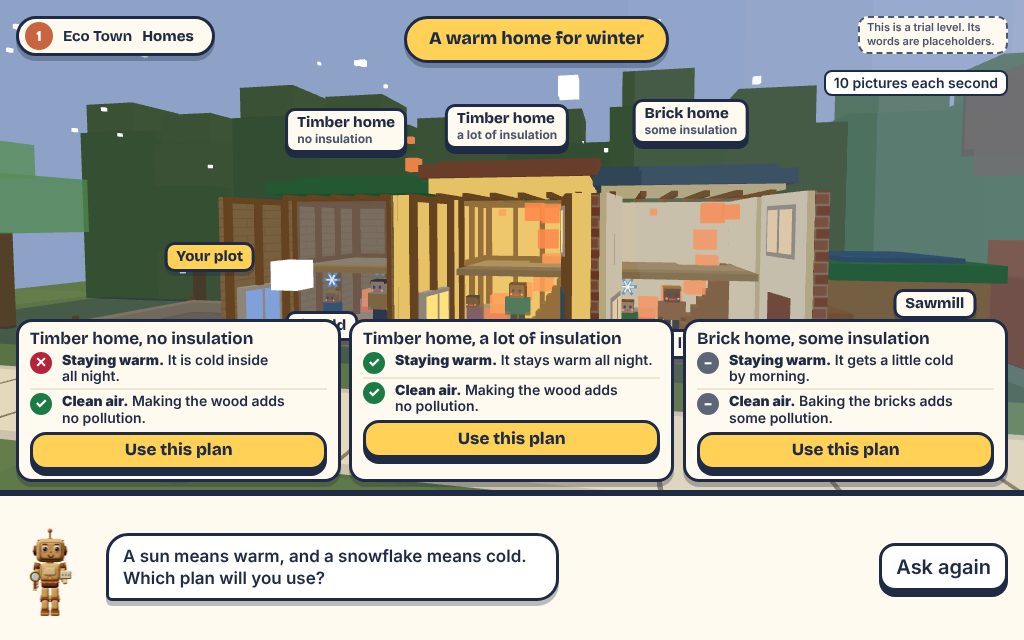 1 Eco Town Homes
A warm home for winter
This is a trial level. Its
words are placeholders.
10 pictures each second
Timber home
no insulation
Timber home
a lot of insulation
Brick home
some insulation
Your plot
Sawmill
Timber home, no insulation
Staying warm. It is cold inside
all night.
Clean air. Making the wood adds
no pollution.
Use this plan
Timber home, a lot of insulation
Staying warm. It stays warm all night.
Clean air. Making the wood adds
no pollution.
Use this plan
Brick home, some insulation
Staying warm. It gets a little cold
by morning.
Clean air. Baking the bricks adds
some pollution.
Use this plan
A sun means warm, and a snowflake means cold.
Which plan will you use?
Ask again